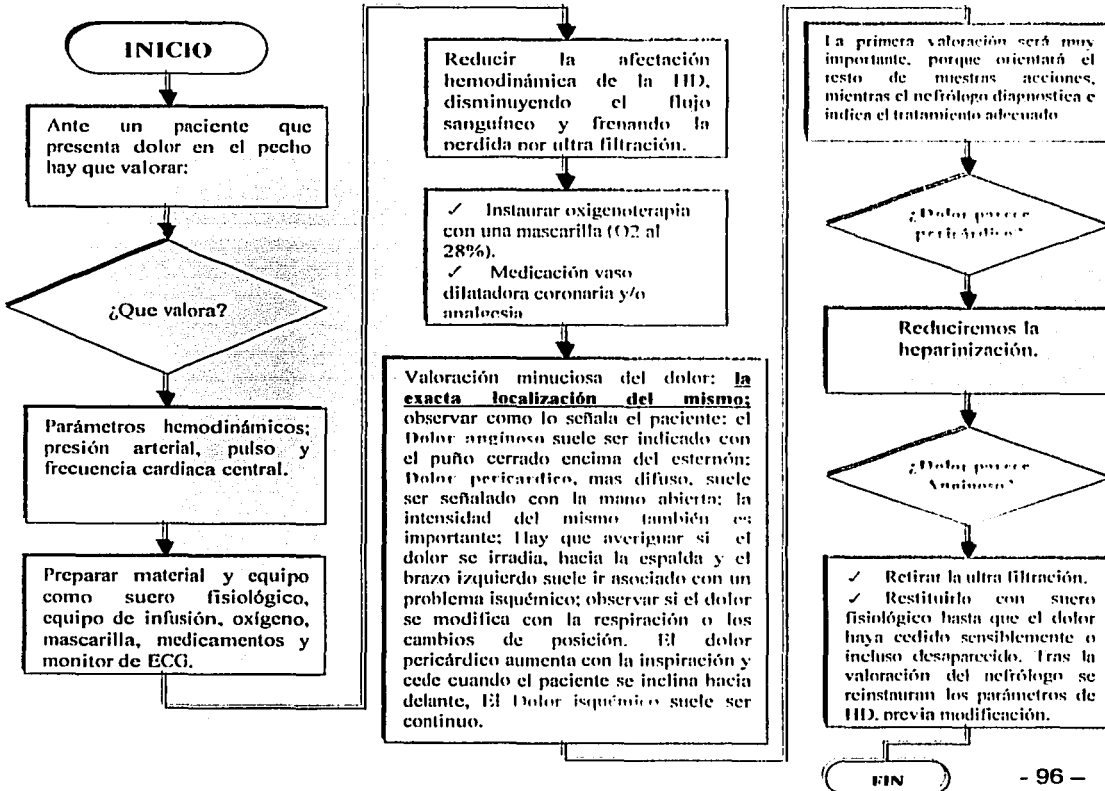 INICIO
Ante un paciente que
presenta dolor en el pecho
hay que valorar:
¿Que valora?
Parámetros hemodinámicos;
presión arterial, pulso y
frecuencia cardiaca central.
Preparar material y equipo
como suero fisiológico,
equipo de infusión, oxígeno,
mascarilla, medicamentos y
monitor de ECG.
Reducir la afectación
hemodinámica de la HD,
disminuyendo el flujo
sanguíneo y frenando la
perdida por ultra filtración.
✓ Instaurar oxigenoterapia
con una mascarilla (O2 al
28%).
✓ Medicación vaso
dilatadora coronaria y/o
analgesia
Valoración minuciosa del dolor: la
exacta localización del mismo;
observar como lo señala el paciente: el
Dolor anginoso suele ser indicado con
el puño cerrado encima del esternón;
Dolor pericardico, mas difuso, suele
ser señalado con la mano abierta; la
intensidad del mismo también es
importante; Hay que averiguar si el
dolor se irradia, hacia la espalda y el
brazo izquierdo suele ir asociado con un
problema isquémico; observar si el dolor
se modifica con la respiración o los
cambios de posición. El dolor
pericárdico aumenta con la inspiración y
cede cuando el paciente se inclina hacia
delante, El Dolor isquémico suele ser
continuo.
La primera valoración será muy
importante, porque orientará el
resto de nuestras acciones,
mientras el nefrólogo diagnostica e
indica el tratamiento adecuado
¿Dolor parece
pericárdico?
Reduciremos la
heparinización.
¿Dolor parece
Anginoso?
✓ Retirar la ultra filtración.
✓ Restituirlo con suero
fisiológico hasta que el dolor
haya cedido sensiblemente o
incluso desaparecido. Tras la
valoración del nefrólogo se
reinstauran los parámetros de
HD, previa modificación.
FIN
- 96 –